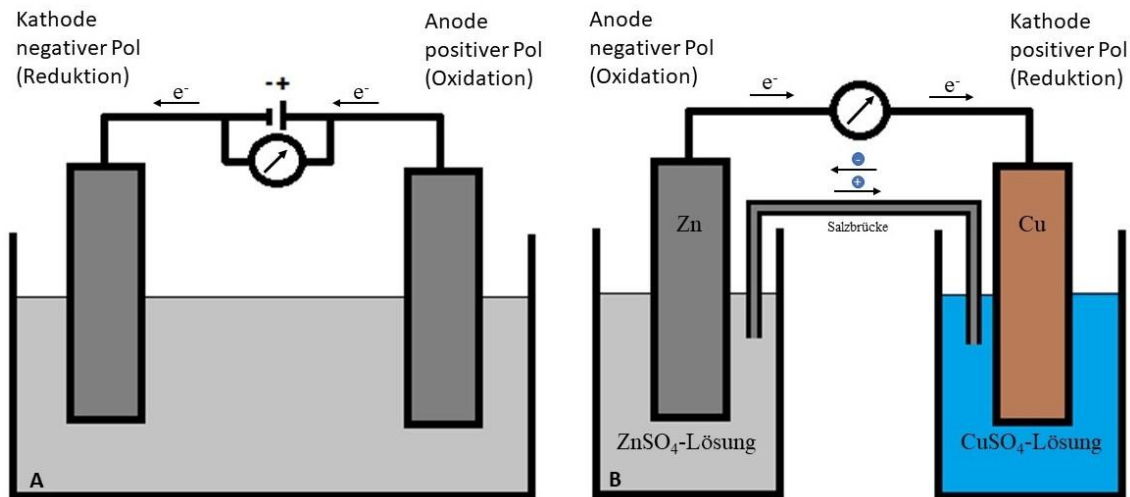 Kathode
negativer Pol
(Reduktion)
Anode
positiver Pol
(Oxidation)
- +
e-
e-
A
Anode
negativer Pol
(Oxidation)
Kathode
positiver Pol
(Reduktion)
e-
e-
-
+
Salzbrücke
Zn
Cu
ZnSO4-Lösung
CuSO4-Lösung
B